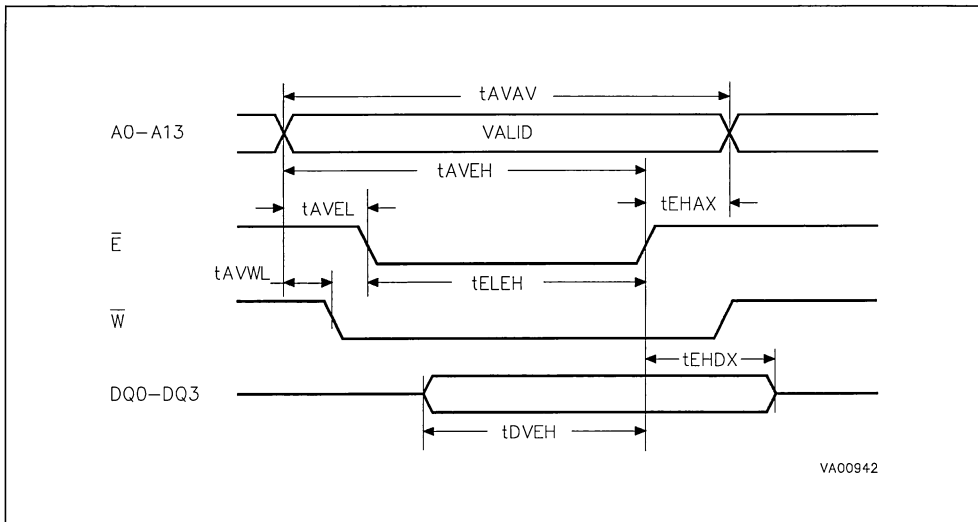 tAVAV
A0-A13
VALID
tAVEH
tAVEL
tEHAX
E̅
tAVWL
tELEH
W̅
tEHDX
DQ0-DQ3
tDVEH
VA00942